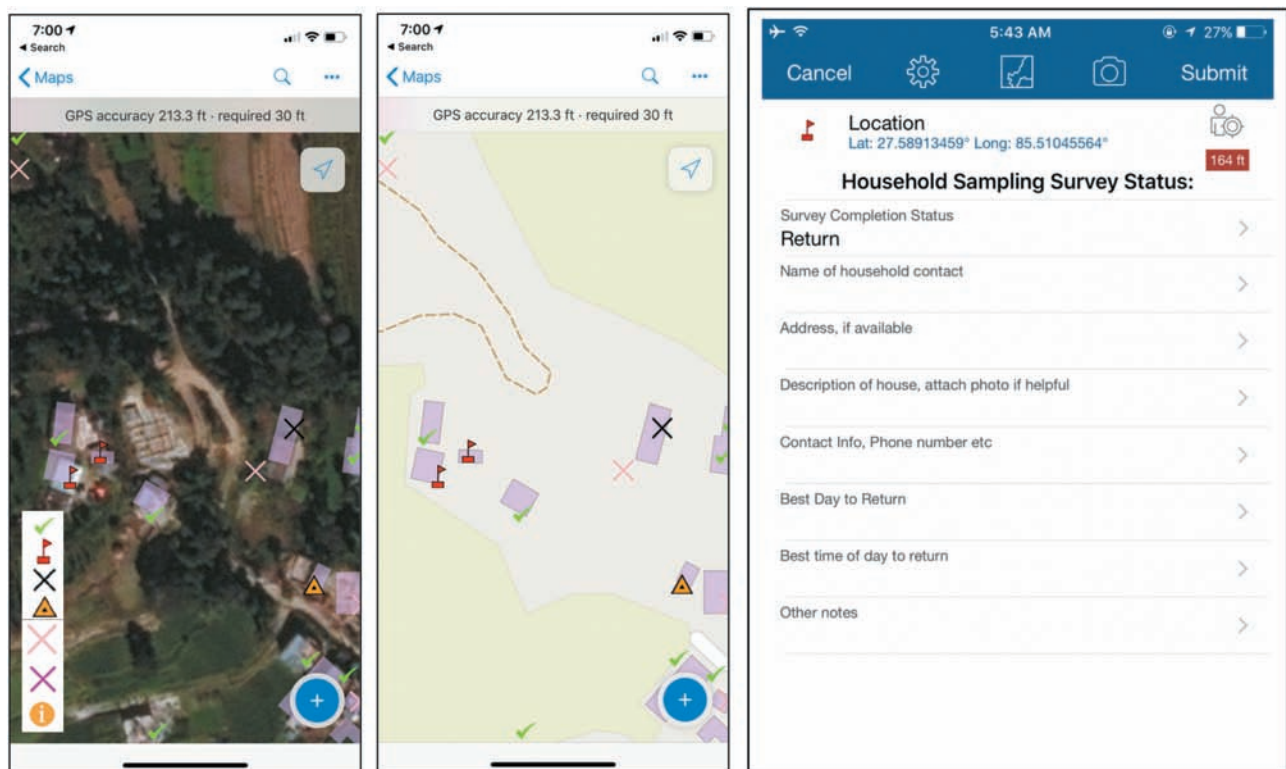 7:00
◄ Search
Maps
GPS accuracy 213.3 ft · required 30 ft
7:00
◄ Search
Maps
GPS accuracy 213.3 ft · required 30 ft
5:43 AM
27%
Cancel
Submit
Location
Lat: 27.58913459° Long: 85.51045564°
164 ft
Household Sampling Survey Status:
Survey Completion Status
Return
Name of household contact
Address, if available
Description of house, attach photo if helpful
Contact Info, Phone number etc
Best Day to Return
Best time of day to return
Other notes